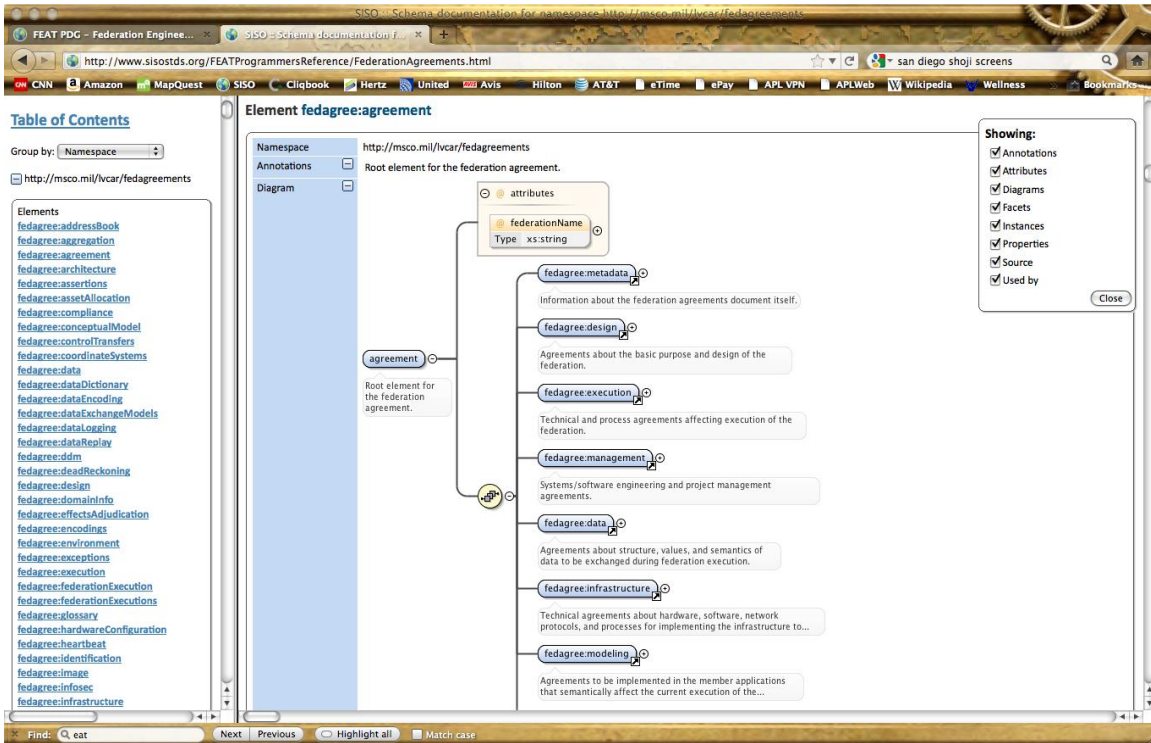 SISO :: Schema documentation for namespace http://msco.mil/lvcar/fedagreements
FEAT PDG - Federation Enginee...
SISO :: Schema documentation f...
http://www.sisostds.org/FEATProgrammersReference/FederationAgreements.html
san diego shoji screens
CNN Amazon MapQuest SISO Cliqbook Hertz United Avis Hilton AT&T eTime ePay APL VPN APLWeb Wikipedia Wellness Bookmarks
Table of Contents
Group by: Namespace
http://msco.mil/lvcar/fedagreements
Elements
fedagree:addressBook
fedagree:aggregation
fedagree:agreement
fedagree:architecture
fedagree:assertions
fedagree:assetAllocation
fedagree:compliance
fedagree:conceptualModel
fedagree:controlTransfers
fedagree:coordinateSystems
fedagree:data
fedagree:dataDictionary
fedagree:dataEncoding
fedagree:dataExchangeModels
fedagree:dataLogging
fedagree:dataReplay
fedagree:ddm
fedagree:deadReckoning
fedagree:design
fedagree:domainInfo
fedagree:effectsAdjudication
fedagree:encodings
fedagree:environment
fedagree:exceptions
fedagree:execution
fedagree:federationExecution
fedagree:federationExecutions
fedagree:glossary
fedagree:hardwareConfiguration
fedagree:heartbeat
fedagree:identification
fedagree:image
fedagree:infosec
fedagree:infrastructure
Element fedagree:agreement
Namespace http://msco.mil/lvcar/fedagreements
Annotations Root element for the federation agreement.
Diagram
attributes
federationName
Type xs:string
agreement
Root element for
the federation
agreement.
fedagree:metadata
Information about the federation agreements document itself.
fedagree:design
Agreements about the basic purpose and design of the
federation.
fedagree:execution
Technical and process agreements affecting execution of the
federation.
fedagree:management
Systems/software engineering and project management
agreements.
fedagree:data
Agreements about structure, values, and semantics of
data to be exchanged during federation execution.
fedagree:infrastructure
Technical agreements about hardware, software, network
protocols, and processes for implementing the infrastructure to...
fedagree:modeling
Agreements to be implemented in the member applications
that semantically affect the current execution of the...
Showing:
Annotations
Attributes
Diagrams
Facets
Instances
Properties
Source
Used by
Close
Find: eat Next Previous Highlight all Match case